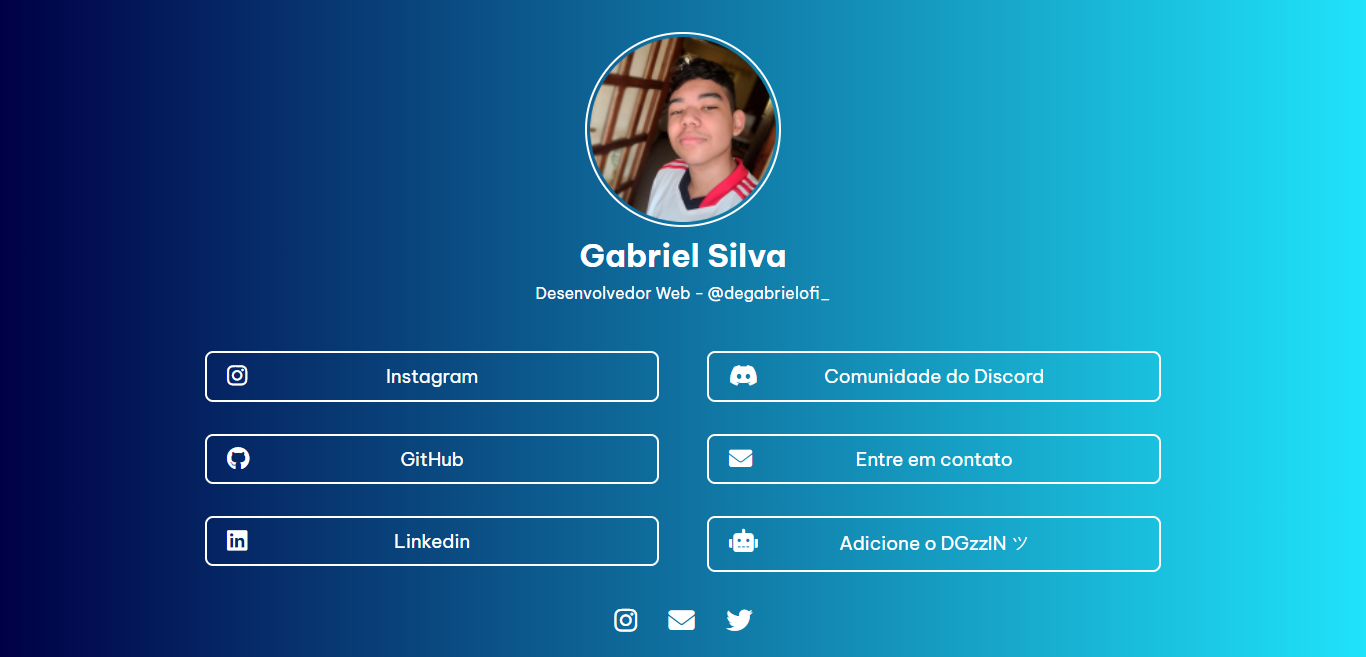 Gabriel Silva
Desenvolvedor Web - @degabrielofi_
Instagram
Comunidade do Discord
GitHub
Entre em contato
Linkedin
Adicione o DGzzIN ツ